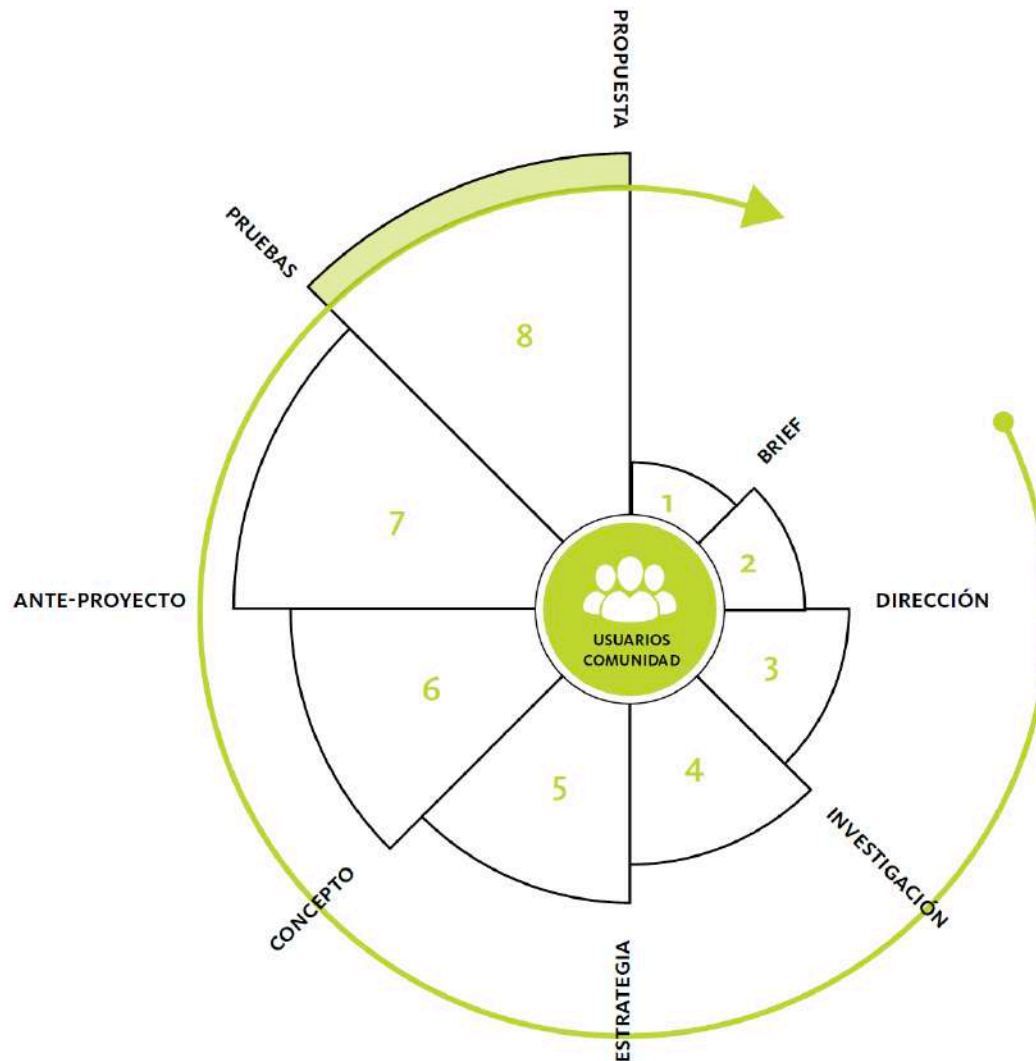 PROPUESTA
PRUEBAS
8
BRIEF
1
7
2
ANTE-PROYECTO
DIRECCIÓN
USUARIOS
COMUNIDAD
3
6
4
5
INVESTIGACIÓN
CONCEPTO
ESTRATEGIA